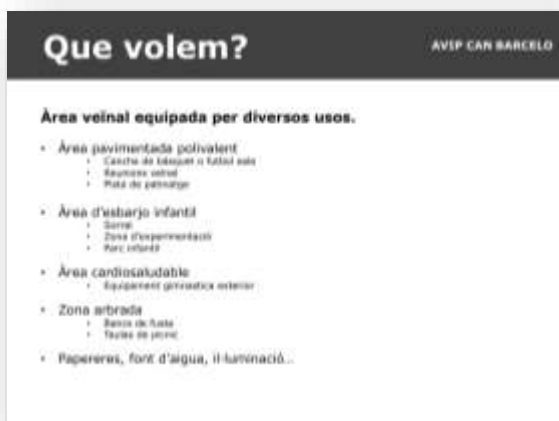 Que volem?
AVIP CAN BARCELO
Àrea veïnal equipada per diversos usos.
• Àrea pavimentada polivalent
• Cancha de bàsquet o futbol sala
• Reunions veïnal
• Pista de patinatge
• Àrea d'esbarjo infantil
• Sorral
• Zona d'experimentació
• Parc infantil
• Àrea cardiosaludable
• Equipament gimnastica exterior
• Zona arbrada
• Bancs de fusta
• Taules de picnic
• Papereres, font d'aigua, il·luminació...